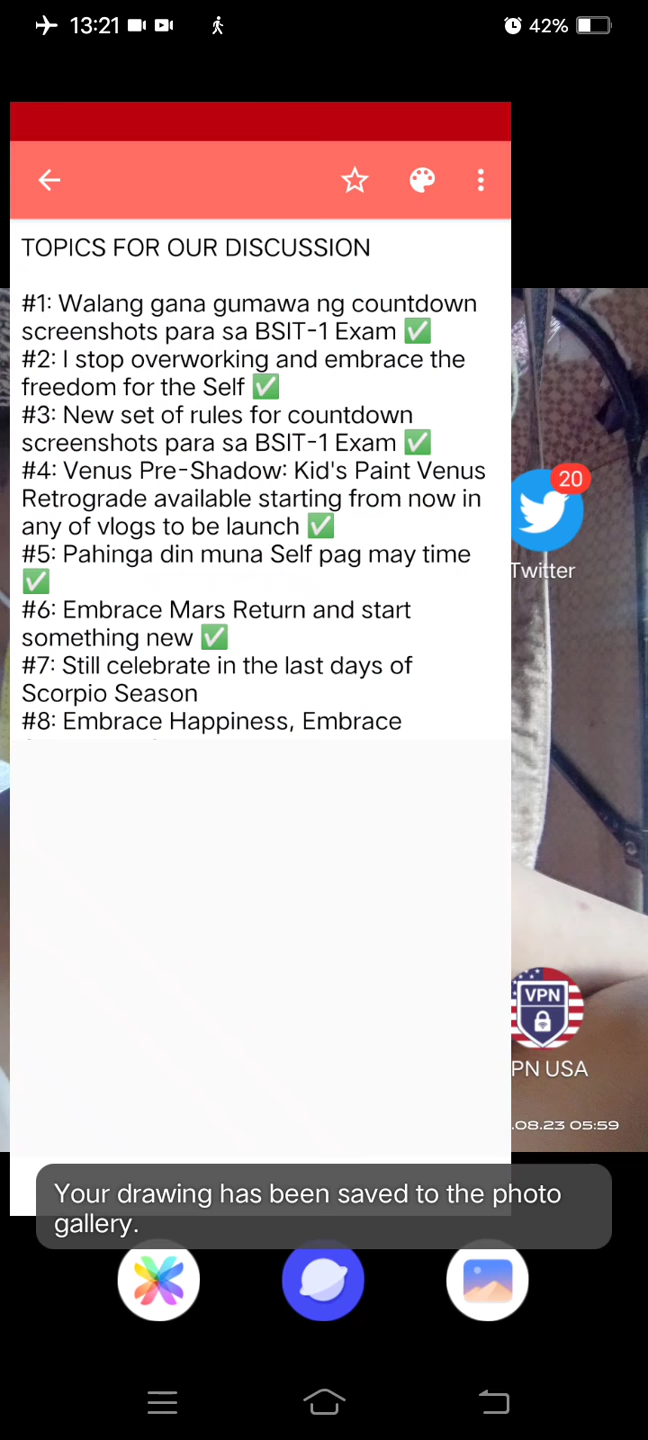 13:21
42%
TOPICS FOR OUR DISCUSSION
#1: Walang gana gumawa ng countdown
screenshots para sa BSIT-1 Exam ✅
#2: I stop overworking and embrace the
freedom for the Self ✅
#3: New set of rules for countdown
screenshots para sa BSIT-1 Exam ✅
#4: Venus Pre-Shadow: Kid's Paint Venus
Retrograde available starting from now in
any of vlogs to be launch ✅
#5: Pahinga din muna Self pag may time
✅
#6: Embrace Mars Return and start
something new ✅
#7: Still celebrate in the last days of
Scorpio Season
#8: Embrace Happiness, Embrace
20
Twitter
VPN
PN USA
.08.23 05:59
Your drawing has been saved to the photo
gallery.